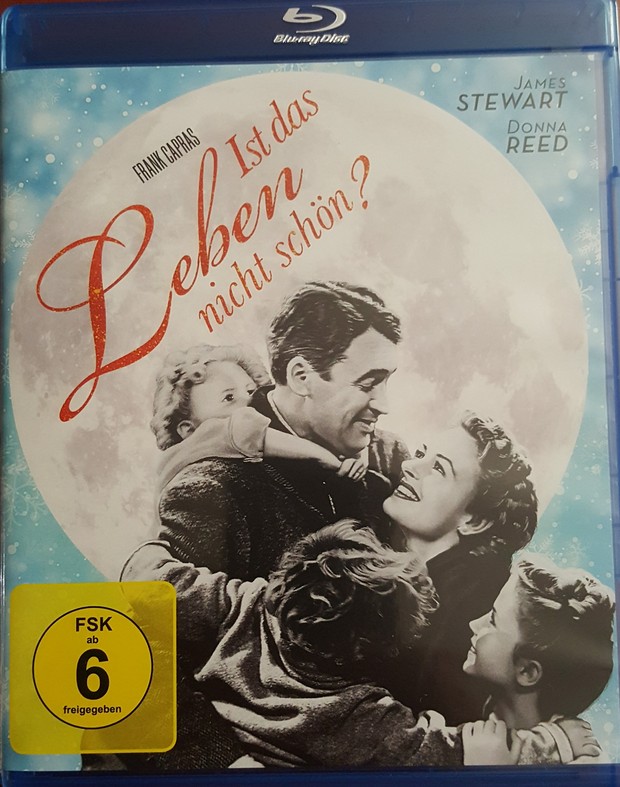 Blu-ray Disc
JAMES
STEWART
DONNA
REED
FRANK CAPRAS
Ist das
Leben
nicht schön?
FSK
ab
6
freigegeben